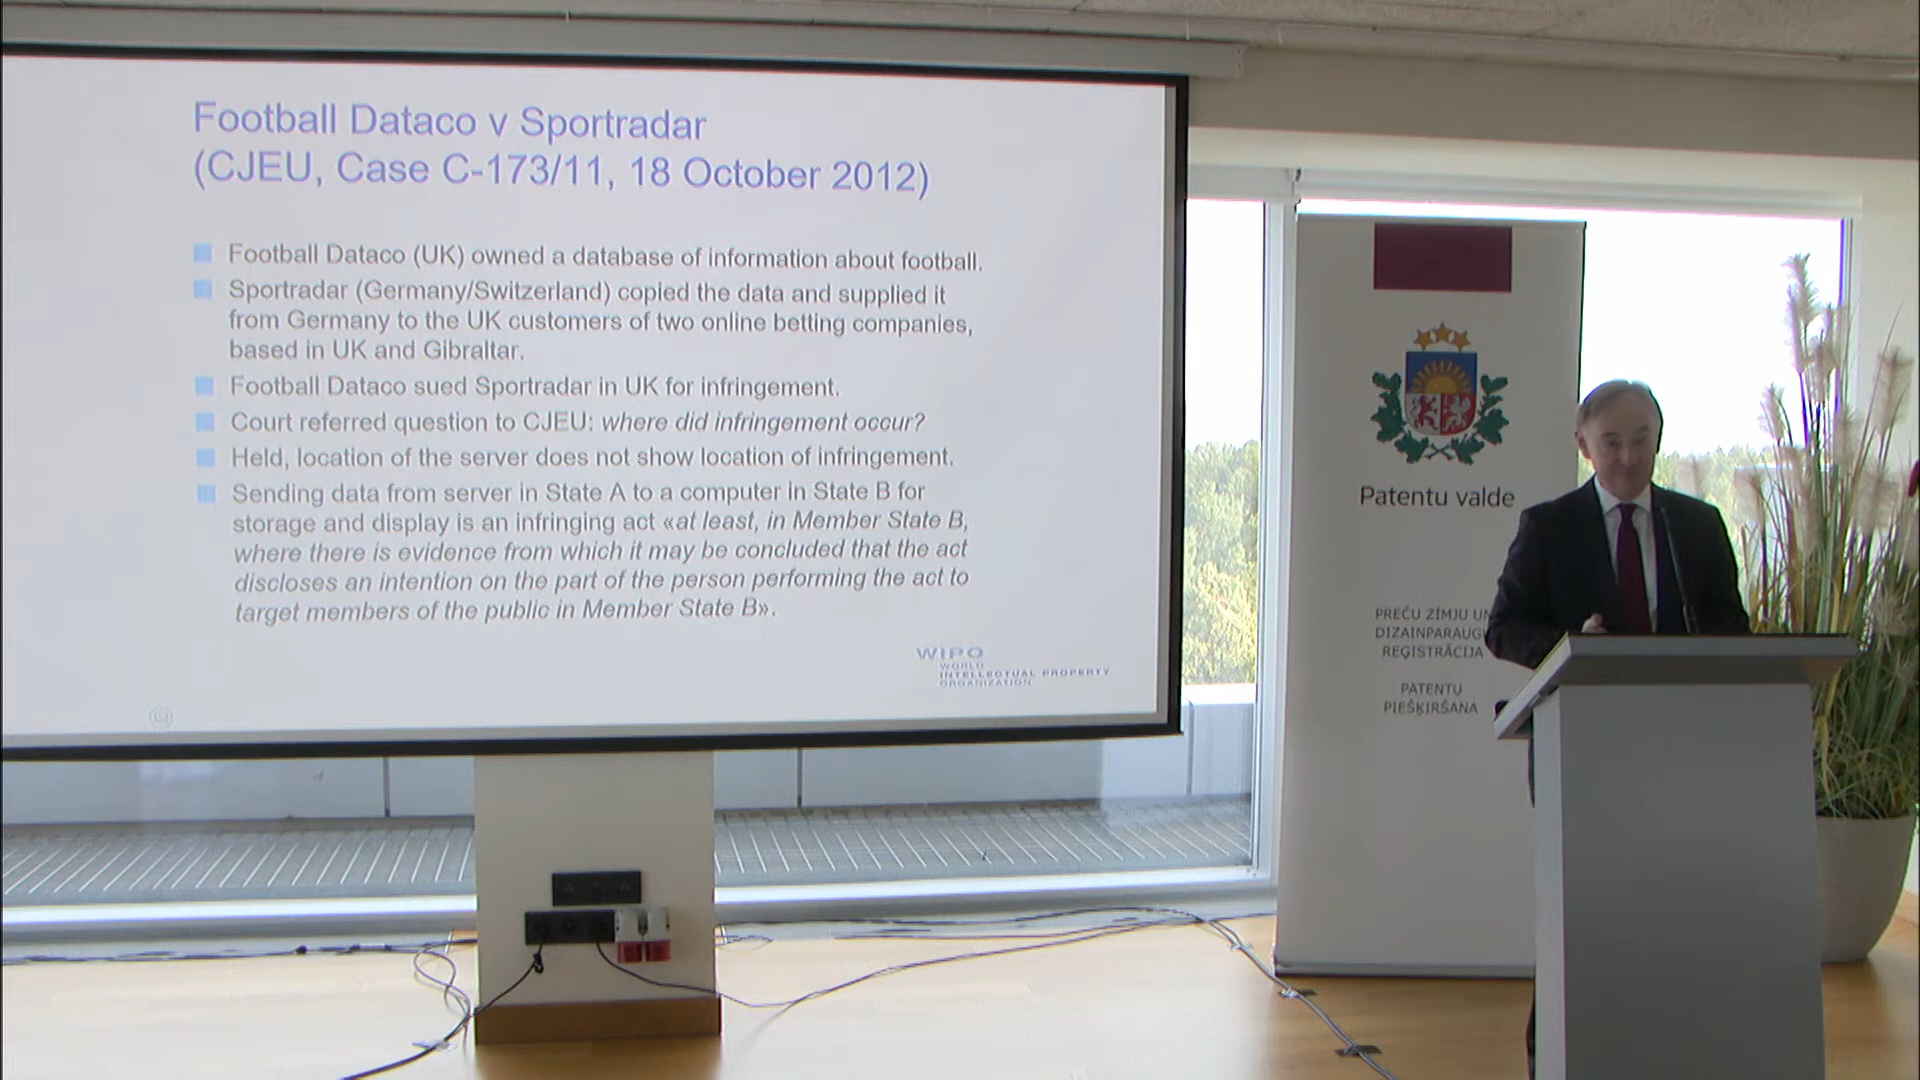 Football Dataco v Sportradar
(CJEU, Case C-173/11, 18 October 2012)
Football Dataco (UK) owned a database of information about football.
Sportradar (Germany/Switzerland) copied the data and supplied it
from Germany to the UK customers of two online betting companies,
based in UK and Gibraltar.
Football Dataco sued Sportradar in UK for infringement.
Court referred question to CJEU: where did infringement occur?
Held, location of the server does not show location of infringement.
Sending data from server in State A to a computer in State B for
storage and display is an infringing act «at least, in Member State B,
where there is evidence from which it may be concluded that the act
discloses an intention on the part of the person performing the act to
target members of the public in Member State B».
WIPO
WORLD
INTELLECTUAL PROPERTY
ORGANIZATION
Patentu valde
PREČU ZĪMJU UN
DIZAINPARAUG
REĢISTRĀCIJA
PATENTU
PIEŠĶIRŠANA